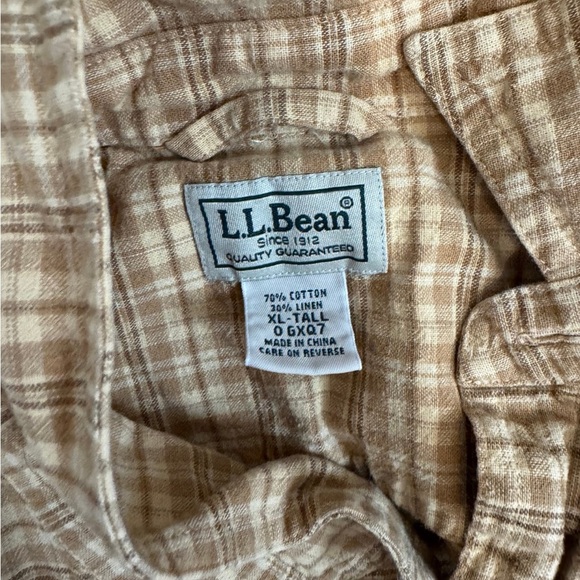 L.L.Bean®
Since 1912
QUALITY GUARANTEED
70% COTTON
30% LINEN
XL-TALL
0 GXQ7
MADE IN CHINA
CARE ON REVERSE